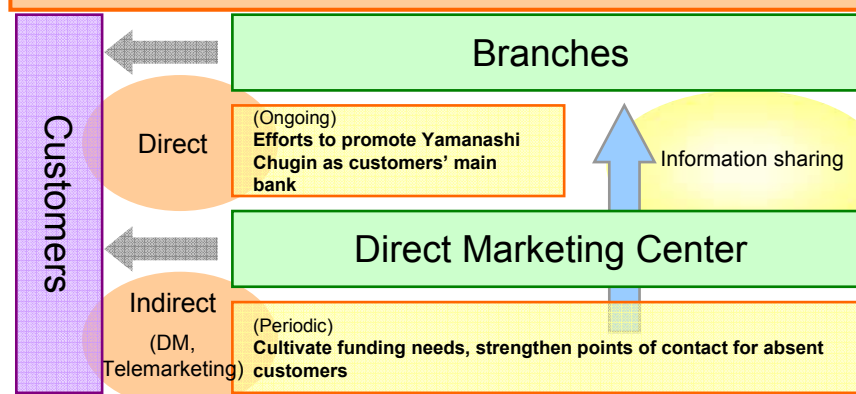 Customers
Branches
Direct
(Ongoing)
Efforts to promote Yamanashi
Chugin as customers' main
bank
Information sharing
Direct Marketing Center
Indirect
(DM,
Telemarketing)
(Periodic)
Cultivate funding needs, strengthen points of contact for absent
customers